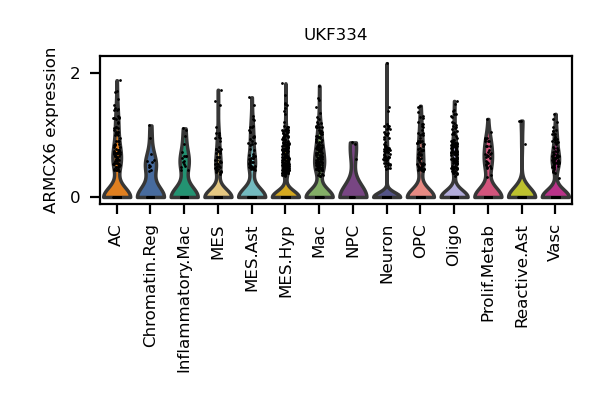 UKF334
ARMCX6 expression
2
0
AC
Chromatin.Reg
Inflammatory.Mac
MES
MES.Ast
MES.Hyp
Mac
NPC
Neuron
OPC
Oligo
Prolif.Metab
Reactive.Ast
Vasc